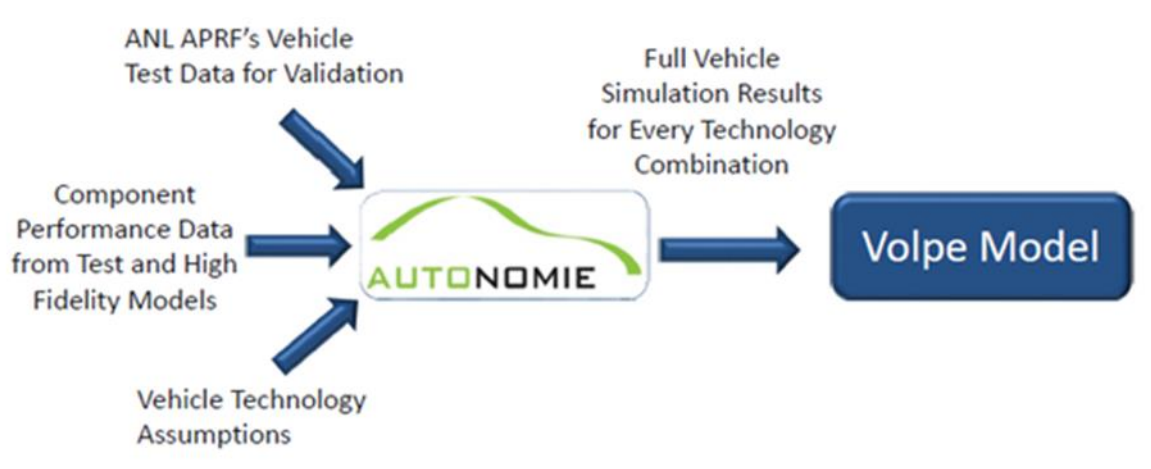 ANL APRF's Vehicle
Test Data for Validation
Component
Performance Data
from Test and High
Fidelity Models
Vehicle Technology
Assumptions
AUTONOMIE
Full Vehicle
Simulation Results
for Every Technology
Combination
Volpe Model